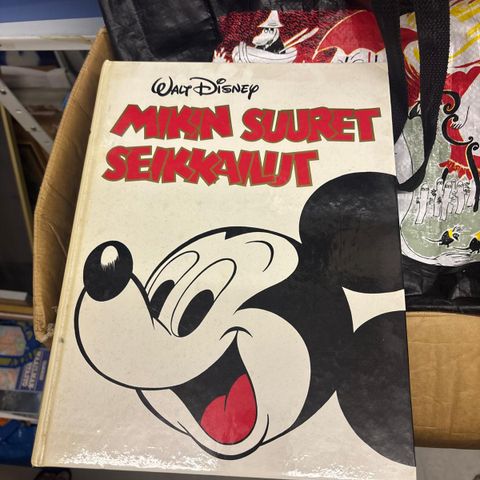 WALT DISNEY
MIKIN SUURET
SEIKKAILUT